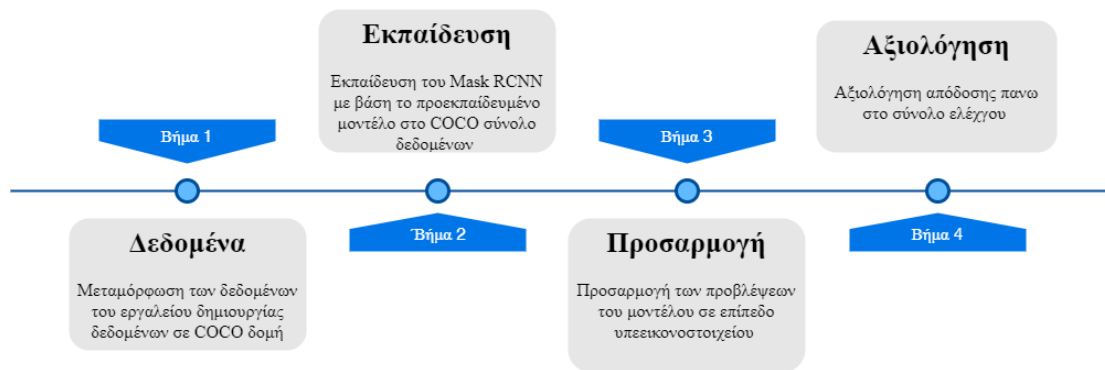 Βήμα 1
Δεδομένα
Μεταμόρφωση των δεδομένων
του εργαλείου δημιουργίας
δεδομένων σε COCO δομή
Εκπαίδευση
Εκπαίδευση του Mask RCNN
με βάση το προεκπαίδευμένο
μοντέλο στο COCO σύνολο
δεδομένων
Βήμα 2
Βήμα 3
Προσαρμογή
Προσαρμογή των προβλέψεων
του μοντέλου σε επίπεδο
υπεεικονοστοιχείου
Αξιολόγηση
Αξιολόγηση απόδοσης πανω
στο σύνολο ελέχγου
Βήμα 4